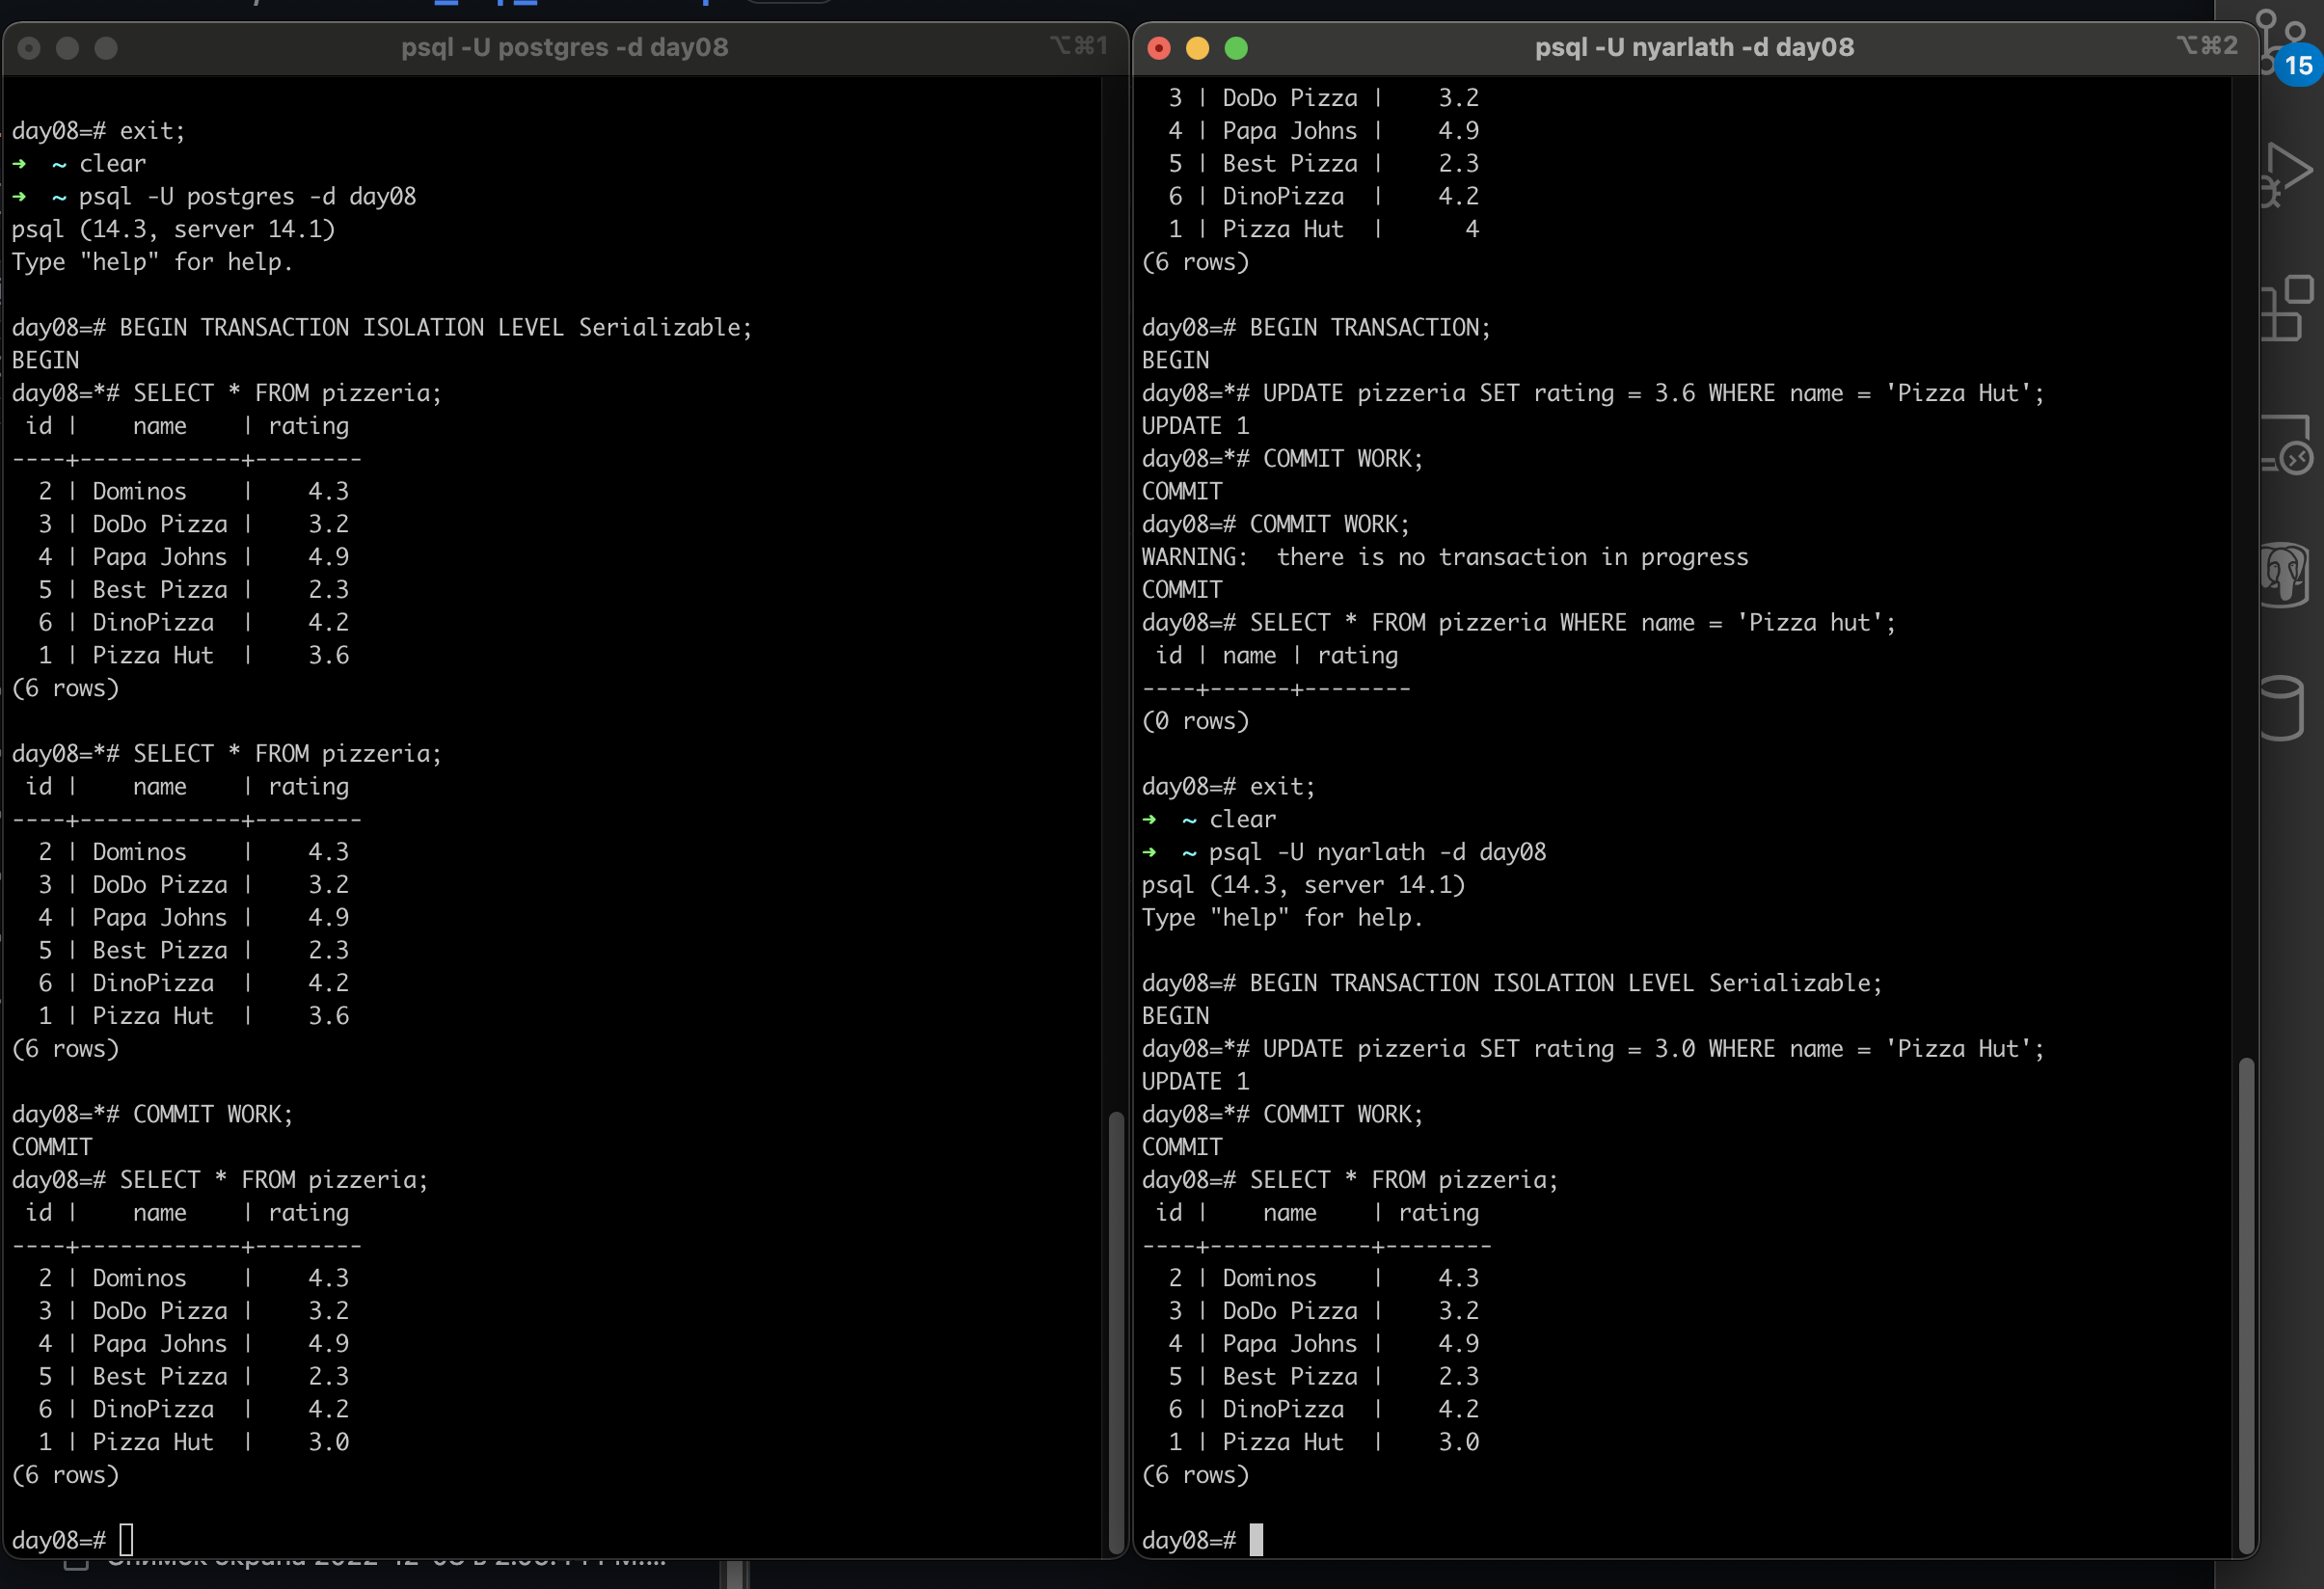 psql -U postgres -d day08
⌥⌘1
day08=# exit;
➜  ~ clear
➜  ~ psql -U postgres -d day08
psql (14.3, server 14.1)
Type "help" for help.
day08=# BEGIN TRANSACTION ISOLATION LEVEL Serializable;
BEGIN
day08=*# SELECT * FROM pizzeria;
 id |    name    | rating
----+------------+--------
  2 | Dominos    |    4.3
  3 | DoDo Pizza |    3.2
  4 | Papa Johns |    4.9
  5 | Best Pizza |    2.3
  6 | DinoPizza  |    4.2
  1 | Pizza Hut  |    3.6
(6 rows)
day08=*# SELECT * FROM pizzeria;
 id |    name    | rating
----+------------+--------
  2 | Dominos    |    4.3
  3 | DoDo Pizza |    3.2
  4 | Papa Johns |    4.9
  5 | Best Pizza |    2.3
  6 | DinoPizza  |    4.2
  1 | Pizza Hut  |    3.6
(6 rows)
day08=*# COMMIT WORK;
COMMIT
day08=# SELECT * FROM pizzeria;
 id |    name    | rating
----+------------+--------
  2 | Dominos    |    4.3
  3 | DoDo Pizza |    3.2
  4 | Papa Johns |    4.9
  5 | Best Pizza |    2.3
  6 | DinoPizza  |    4.2
  1 | Pizza Hut  |    3.0
(6 rows)
day08=#
psql -U nyarlath -d day08
⌥⌘2
  3 | DoDo Pizza |    3.2
  4 | Papa Johns |    4.9
  5 | Best Pizza |    2.3
  6 | DinoPizza  |    4.2
  1 | Pizza Hut  |      4
(6 rows)
day08=# BEGIN TRANSACTION;
BEGIN
day08=*# UPDATE pizzeria SET rating = 3.6 WHERE name = 'Pizza Hut';
UPDATE 1
day08=*# COMMIT WORK;
COMMIT
day08=# COMMIT WORK;
WARNING:  there is no transaction in progress
COMMIT
day08=# SELECT * FROM pizzeria WHERE name = 'Pizza hut';
 id | name | rating
----+------+--------
(0 rows)
day08=# exit;
➜  ~ clear
➜  ~ psql -U nyarlath -d day08
psql (14.3, server 14.1)
Type "help" for help.
day08=# BEGIN TRANSACTION ISOLATION LEVEL Serializable;
BEGIN
day08=*# UPDATE pizzeria SET rating = 3.0 WHERE name = 'Pizza Hut';
UPDATE 1
day08=*# COMMIT WORK;
COMMIT
day08=# SELECT * FROM pizzeria;
 id |    name    | rating
----+------------+--------
  2 | Dominos    |    4.3
  3 | DoDo Pizza |    3.2
  4 | Papa Johns |    4.9
  5 | Best Pizza |    2.3
  6 | DinoPizza  |    4.2
  1 | Pizza Hut  |    3.0
(6 rows)
day08=#
15